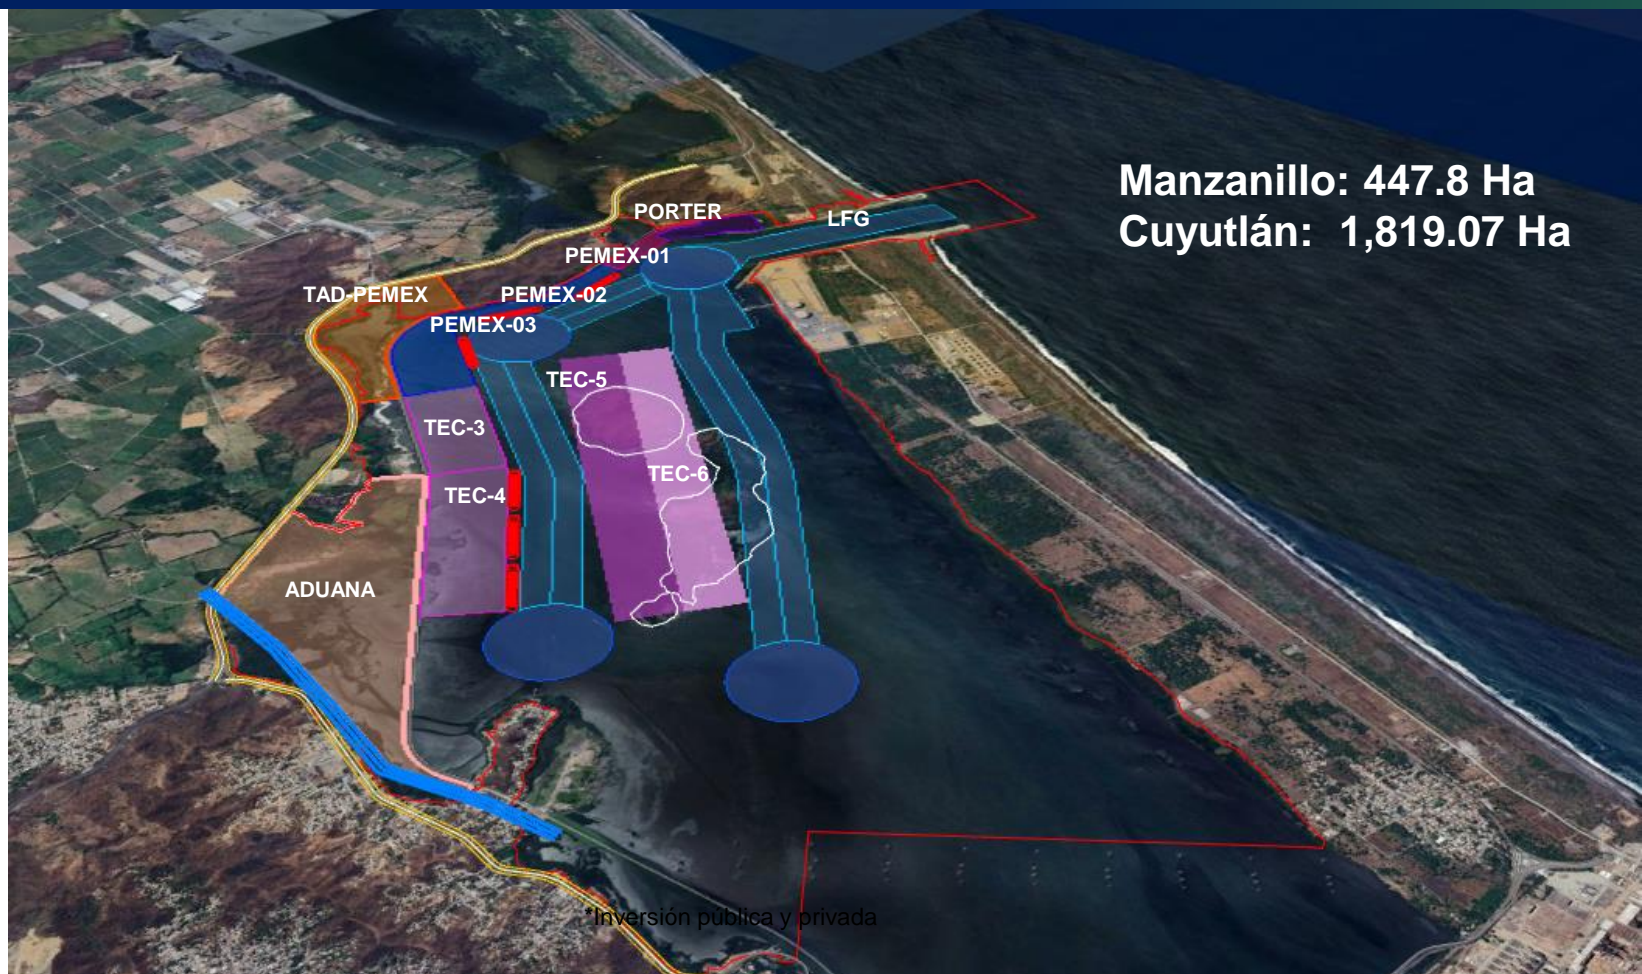 Manzanillo: 447.8 Ha
Cuyutlán: 1,819.07 Ha
PORTER
LFG
PEMEX-01
TAD-PEMEX
PEMEX-02
PEMEX-03
TEC-5
TEC-3
TEC-6
TEC-4
ADUANA
*Inversión pública y privada